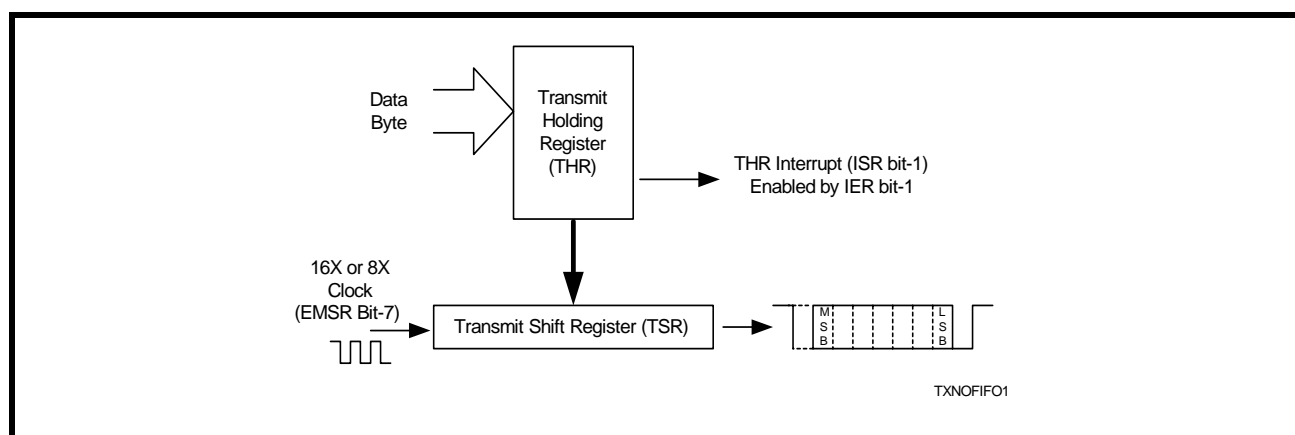 Data
Byte
Transmit
Holding
Register
(THR)
THR Interrupt (ISR bit-1)
Enabled by IER bit-1
16X or 8X
Clock
(EMSR Bit-7)
Transmit Shift Register (TSR)
M
S
B
L
S
B
TXNOFIFO1